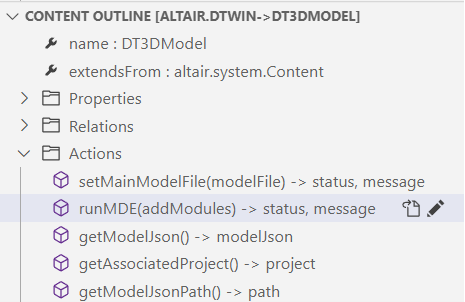 CONTENT OUTLINE [ALTAIR.DTWIN->DT3DMODEL]
name : DT3DModel
extendsFrom : altair.system.Content
Properties
Relations
Actions
setMainModelFile(modelFile) -> status, message
runMDE(addModules) -> status, message
getModelJson() -> modelJson
getAssociatedProject() -> project
getModelJsonPath() -> path